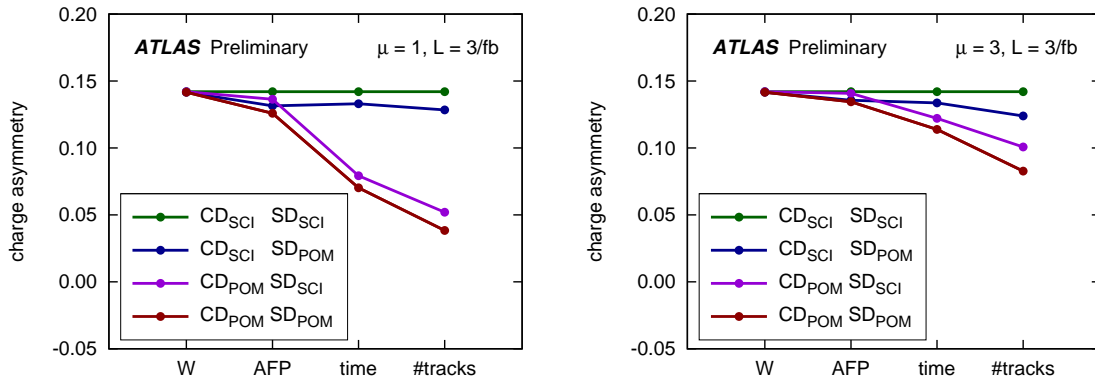 0.20
0.15
0.10
0.05
0.00
-0.05
charge asymmetry
ATLAS Preliminary
μ = 1, L = 3/fb
CD_SCI SD_SCI
CD_SCI SD_POM
CD_POM SD_SCI
CD_POM SD_POM
W AFP time #tracks
0.20
0.15
0.10
0.05
0.00
-0.05
charge asymmetry
ATLAS Preliminary
μ = 3, L = 3/fb
CD_SCI SD_SCI
CD_SCI SD_POM
CD_POM SD_SCI
CD_POM SD_POM
W AFP time #tracks